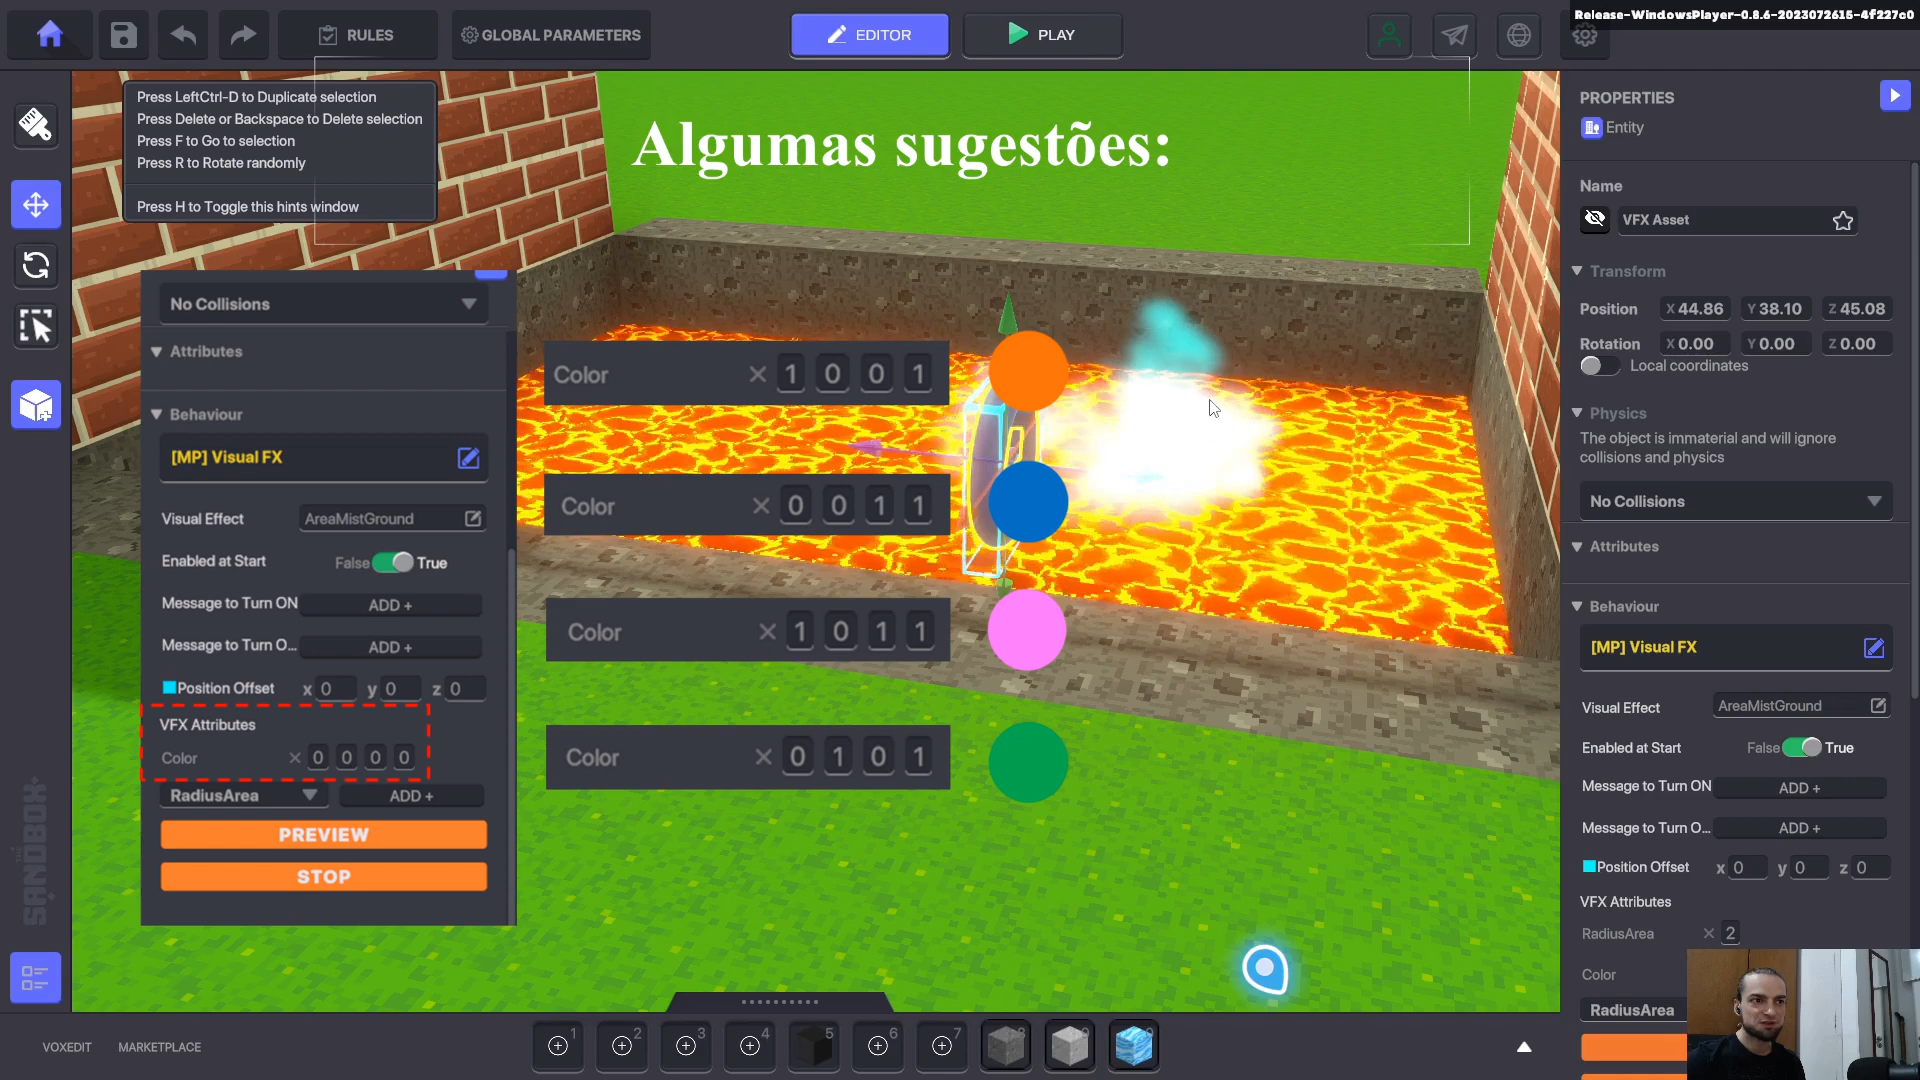 Release-WindowsPlayer-0.8.6-2023072615-4f227c0
RULES
GLOBAL PARAMETERS
EDITOR
PLAY
Press LeftCtrl-D to Duplicate selection
Press Delete or Backspace to Delete selection
Press F to Go to selection
Press R to Rotate randomly
Press H to Toggle this hints window
Algumas sugestões:
No Collisions
Attributes
Behaviour
[MP] Visual FX
Visual Effect AreaMistGround
Enabled at Start False True
Message to Turn ON ADD +
Message to Turn O... ADD +
Position Offset x 0 y 0 z 0
VFX Attributes
Color × 0 0 0 0
RadiusArea ADD +
PREVIEW
STOP
Color × 1 0 0 1
Color × 0 0 1 1
Color × 1 0 1 1
Color × 0 1 0 1
PROPERTIES
Entity
Name
VFX Asset
Transform
Position X 44.86 Y 38.10 Z 45.08
Rotation X 0.00 Y 0.00 Z 0.00
Local coordinates
Physics
The object is immaterial and will ignore
collisions and physics
No Collisions
Attributes
Behaviour
[MP] Visual FX
Visual Effect AreaMistGround
Enabled at Start False True
Message to Turn ON ADD +
Message to Turn O... ADD +
Position Offset x 0 y 0 z 0
VFX Attributes
RadiusArea × 2
Color
RadiusArea
THE SANDBOX
VOXEDIT MARKETPLACE
1 2 3 4 5 6 7